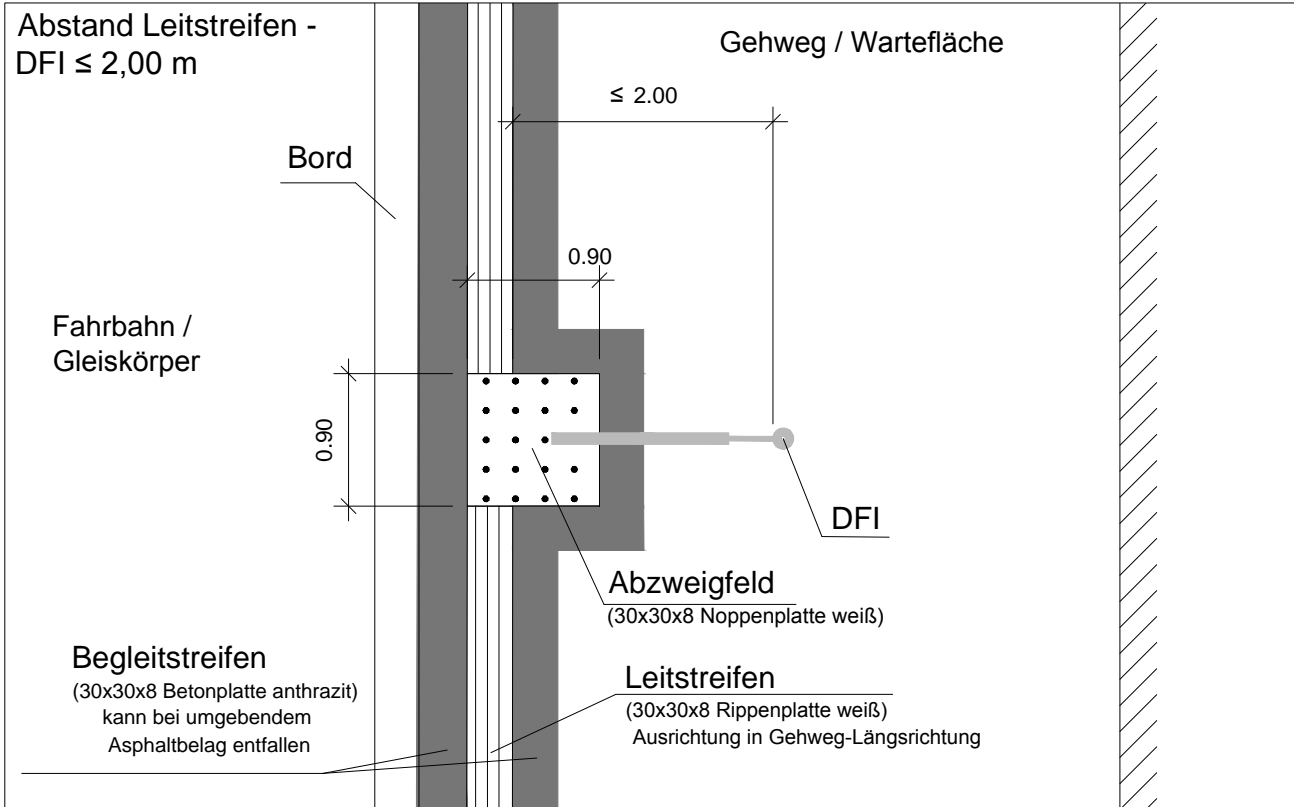 Abstand Leitstreifen -
DFI ≤ 2,00 m
Gehweg / Wartefläche
≤ 2.00
Bord
0.90
Fahrbahn /
Gleiskörper
0.90
DFI
Abzweigfeld
(30x30x8 Noppenplatte weiß)
Begleitstreifen
(30x30x8 Betonplatte anthrazit)
kann bei umgebendem
Asphaltbelag entfallen
Leitstreifen
(30x30x8 Rippenplatte weiß)
Ausrichtung in Gehweg-Längsrichtung